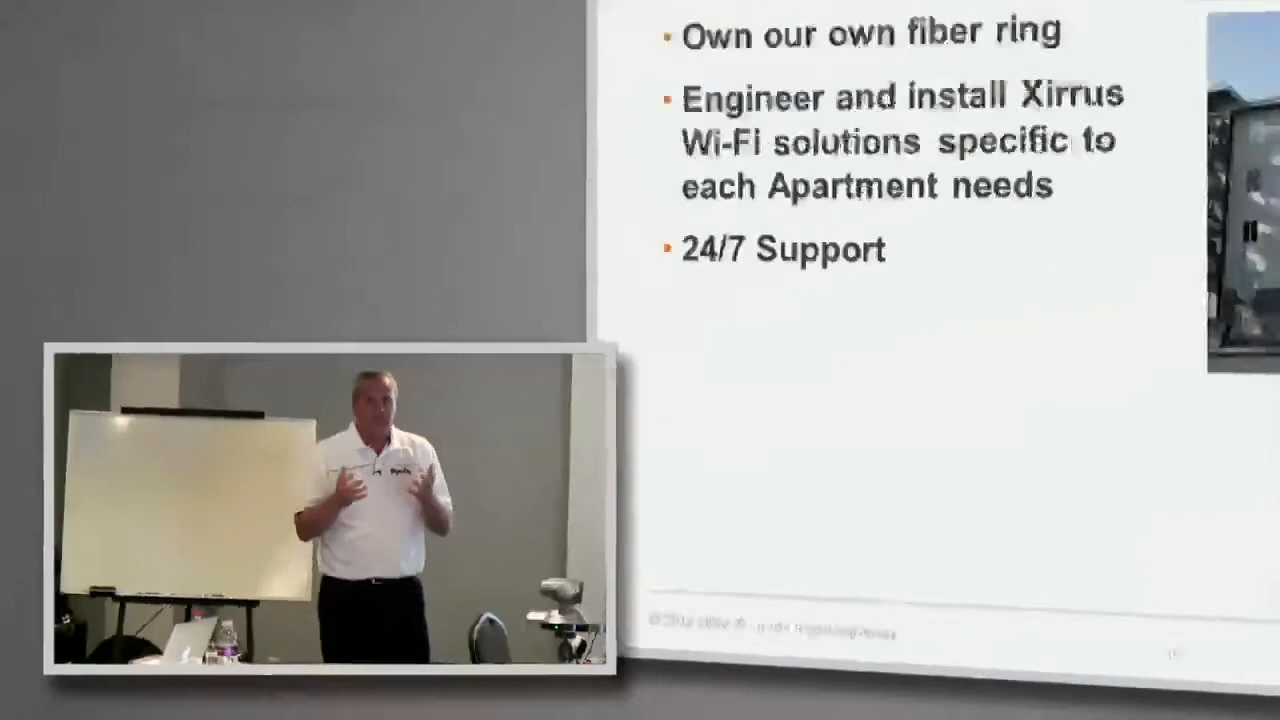 Own our own fiber ring
Engineer and install Xirrus
Wi-Fi solutions specific to
each Apartment needs
24/7 Support